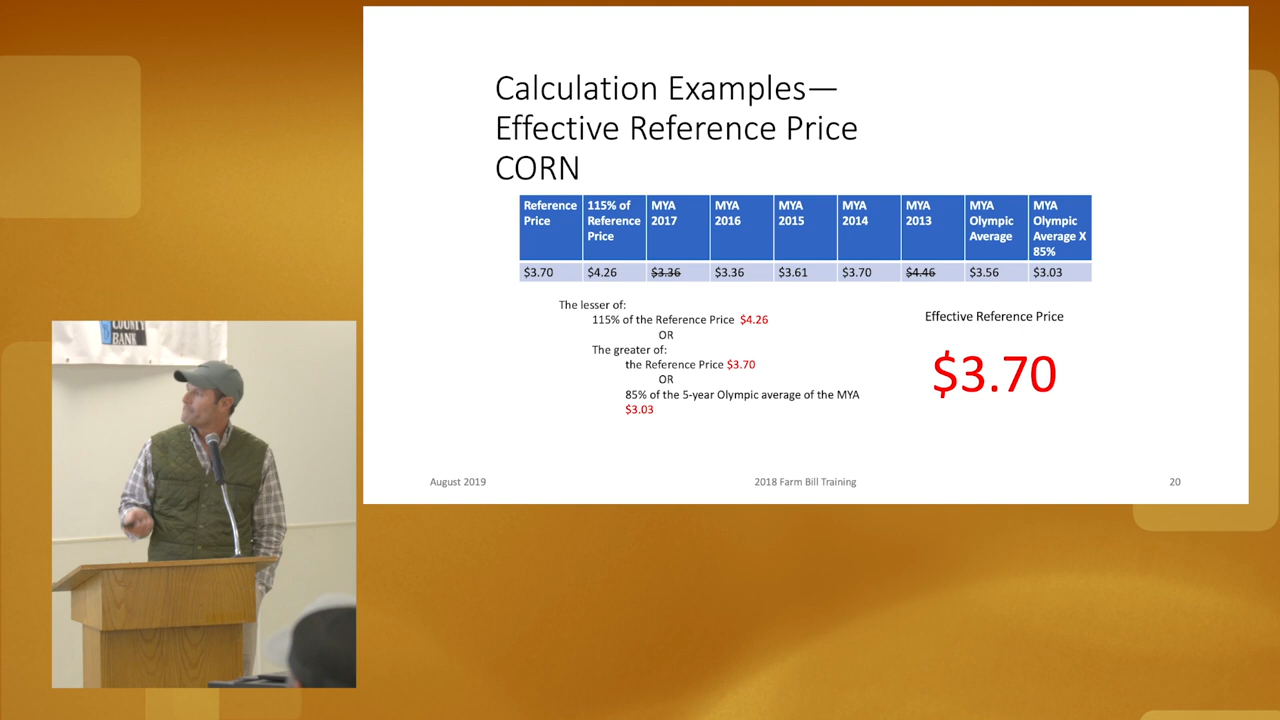 Calculation Examples—
Effective Reference Price
CORN
Reference Price
115% of Reference Price
MYA 2017
MYA 2016
MYA 2015
MYA 2014
MYA 2013
MYA Olympic Average
MYA Olympic Average X 85%
$3.70 $4.26 $3.36 $3.36 $3.61 $3.70 $4.46 $3.56 $3.03
The lesser of:
115% of the Reference Price $4.26
OR
The greater of:
the Reference Price $3.70
OR
85% of the 5-year Olympic average of the MYA
$3.03
Effective Reference Price
$3.70
August 2019
2018 Farm Bill Training
20
COUNTY
BANK